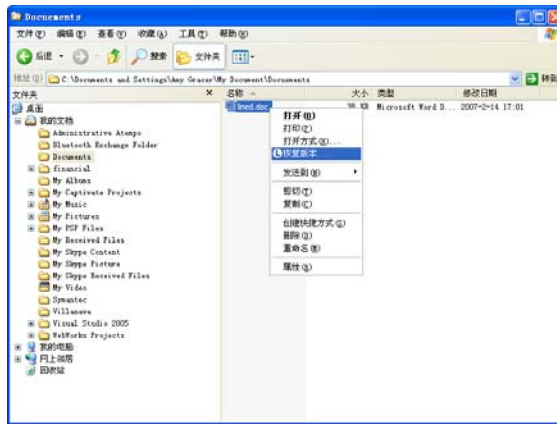 Documents
文件(F) 编辑(E) 查看(V) 收藏(A) 工具(T) 帮助(H)
后退 搜索 文件夹
地址(D) C:\Documents and Settings\Amy Gracer\My Document\Documents 转到
文件夹 × 名称 大小 类型 修改日期
桌面
我的文档
Administrative Atempo
Bluetooth Exchange Folder
Documents
financial
My Albums
My Captivate Projects
My Music
My Pictures
My PSP Files
My Received Files
My Skype Content
My Skype Pictures
My Skype Received Files
My Video
Symantec
Villanova
Visual Studio 2005
WebWorks Projects
我的电脑
网上邻居
回收站
lined.doc Microsoft Word D... 2007-2-14 17:01
打开(O)
打印(P)
打开方式(H)...
恢复版本...
发送到(N)
剪切(T)
复制(C)
创建快捷方式(S)
删除(D)
重命名(M)
属性(R)